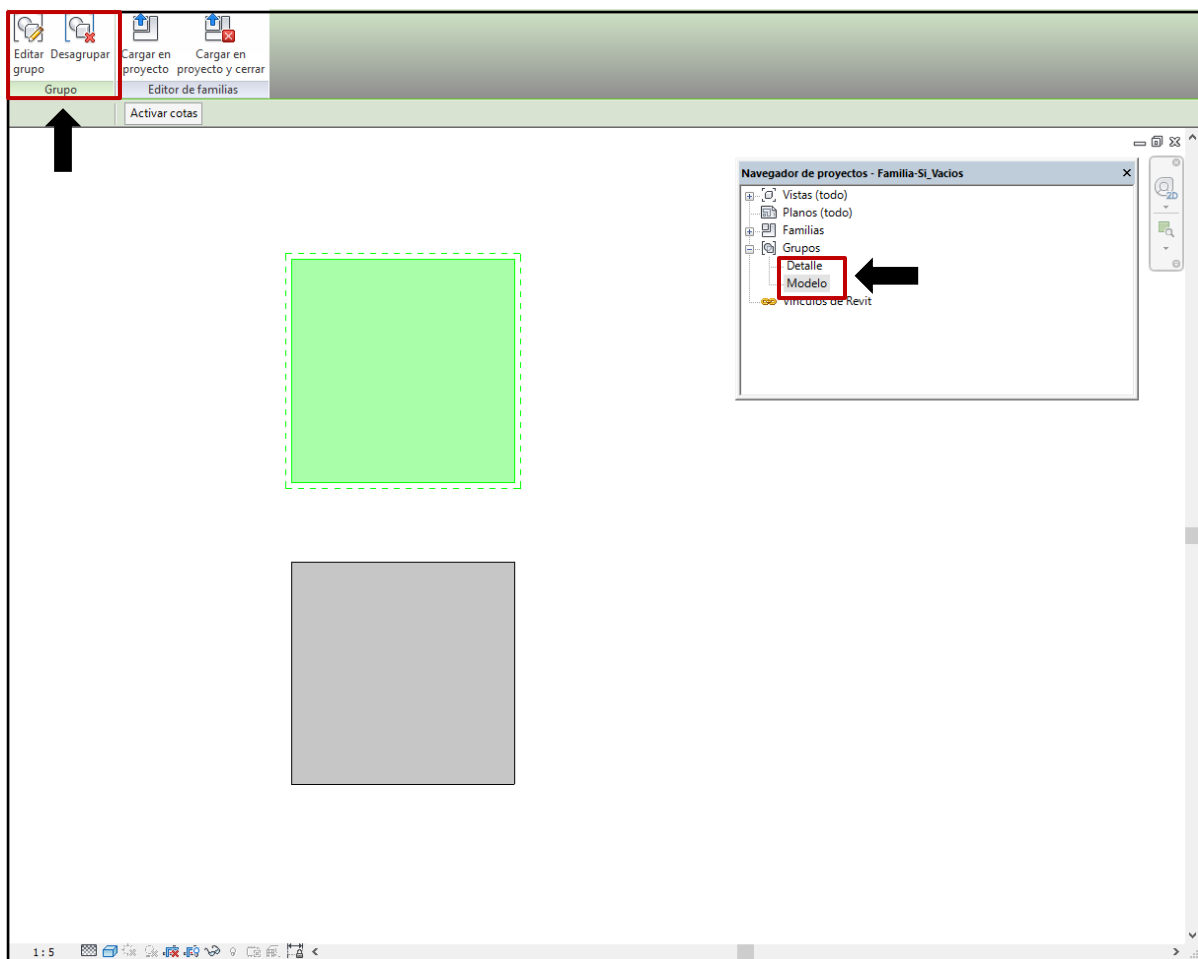 Editar Desagrupar Cargar en Cargar en
grupo proyecto proyecto y cerrar
Grupo Editor de familias
Activar cotas
Navegador de proyectos - Familia-Si_Vacios
Vistas (todo)
Planos (todo)
Familias
Grupos
Detalle
Modelo
Vínculos de Revit
2D
1 : 5